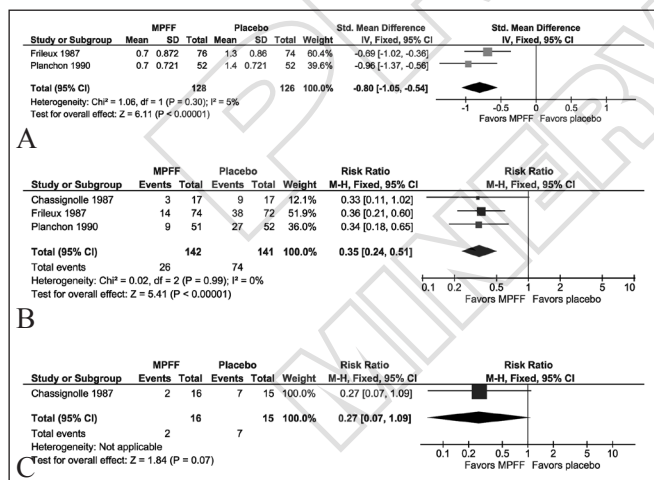 MPFF Placebo Std. Mean Difference Std. Mean Difference
Study or Subgroup Mean SD Total Mean SD Total Weight IV, Fixed, 95% CI IV, Fixed, 95% CI
Frileux 1987 0.7 0.872 76 1.3 0.86 74 60.4% -0.69 [-1.02, -0.36]
Planchon 1990 0.7 0.721 52 1.4 0.721 52 39.6% -0.96 [-1.37, -0.56]
Total (95% CI) 128 126 100.0% -0.80 [-1.05, -0.54]
Heterogeneity: Chi² = 1.06, df = 1 (P = 0.30); I² = 5%
Test for overall effect: Z = 6.11 (P < 0.00001)
-1 -0.5 0 0.5 1
Favors MPFF Favors placebo
A
MPFF Placebo Risk Ratio Risk Ratio
Study or Subgroup Events Total Events Total Weight M-H, Fixed, 95% CI M-H, Fixed, 95% CI
Chassignolle 1987 3 17 9 17 12.1% 0.33 [0.11, 1.02]
Frileux 1987 14 74 38 72 51.9% 0.36 [0.21, 0.60]
Planchon 1990 9 51 27 52 36.0% 0.34 [0.18, 0.65]
Total (95% CI) 142 141 100.0% 0.35 [0.24, 0.51]
Total events 26 74
Heterogeneity: Chi² = 0.02, df = 2 (P = 0.99); I² = 0%
Test for overall effect: Z = 5.41 (P < 0.00001)
0.1 0.2 0.5 1 2 5 10
Favors MPFF Favors placebo
B
MPFF Placebo Risk Ratio Risk Ratio
Study or Subgroup Events Total Events Total Weight M-H, Fixed, 95% CI M-H, Fixed, 95% CI
Chassignolle 1987 2 16 7 15 100.0% 0.27 [0.07, 1.09]
Total (95% CI) 16 15 100.0% 0.27 [0.07, 1.09]
Total events 2 7
Heterogeneity: Not applicable
Test for overall effect: Z = 1.84 (P = 0.07)
0.1 0.2 0.5 1 2 5 10
Favors MPFF Favors placebo
C